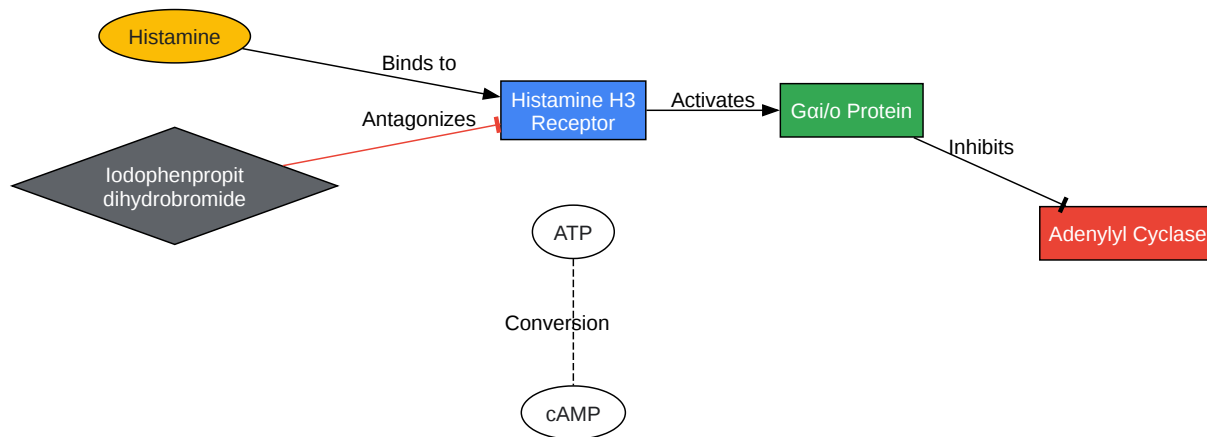 Histamine
Binds to
Histamine H3
Receptor
Activates
Gαi/o Protein
Antagonizes
Inhibits
Iodophenpropit
dihydrobromide
ATP
Adenylyl Cyclase
Conversion
cAMP